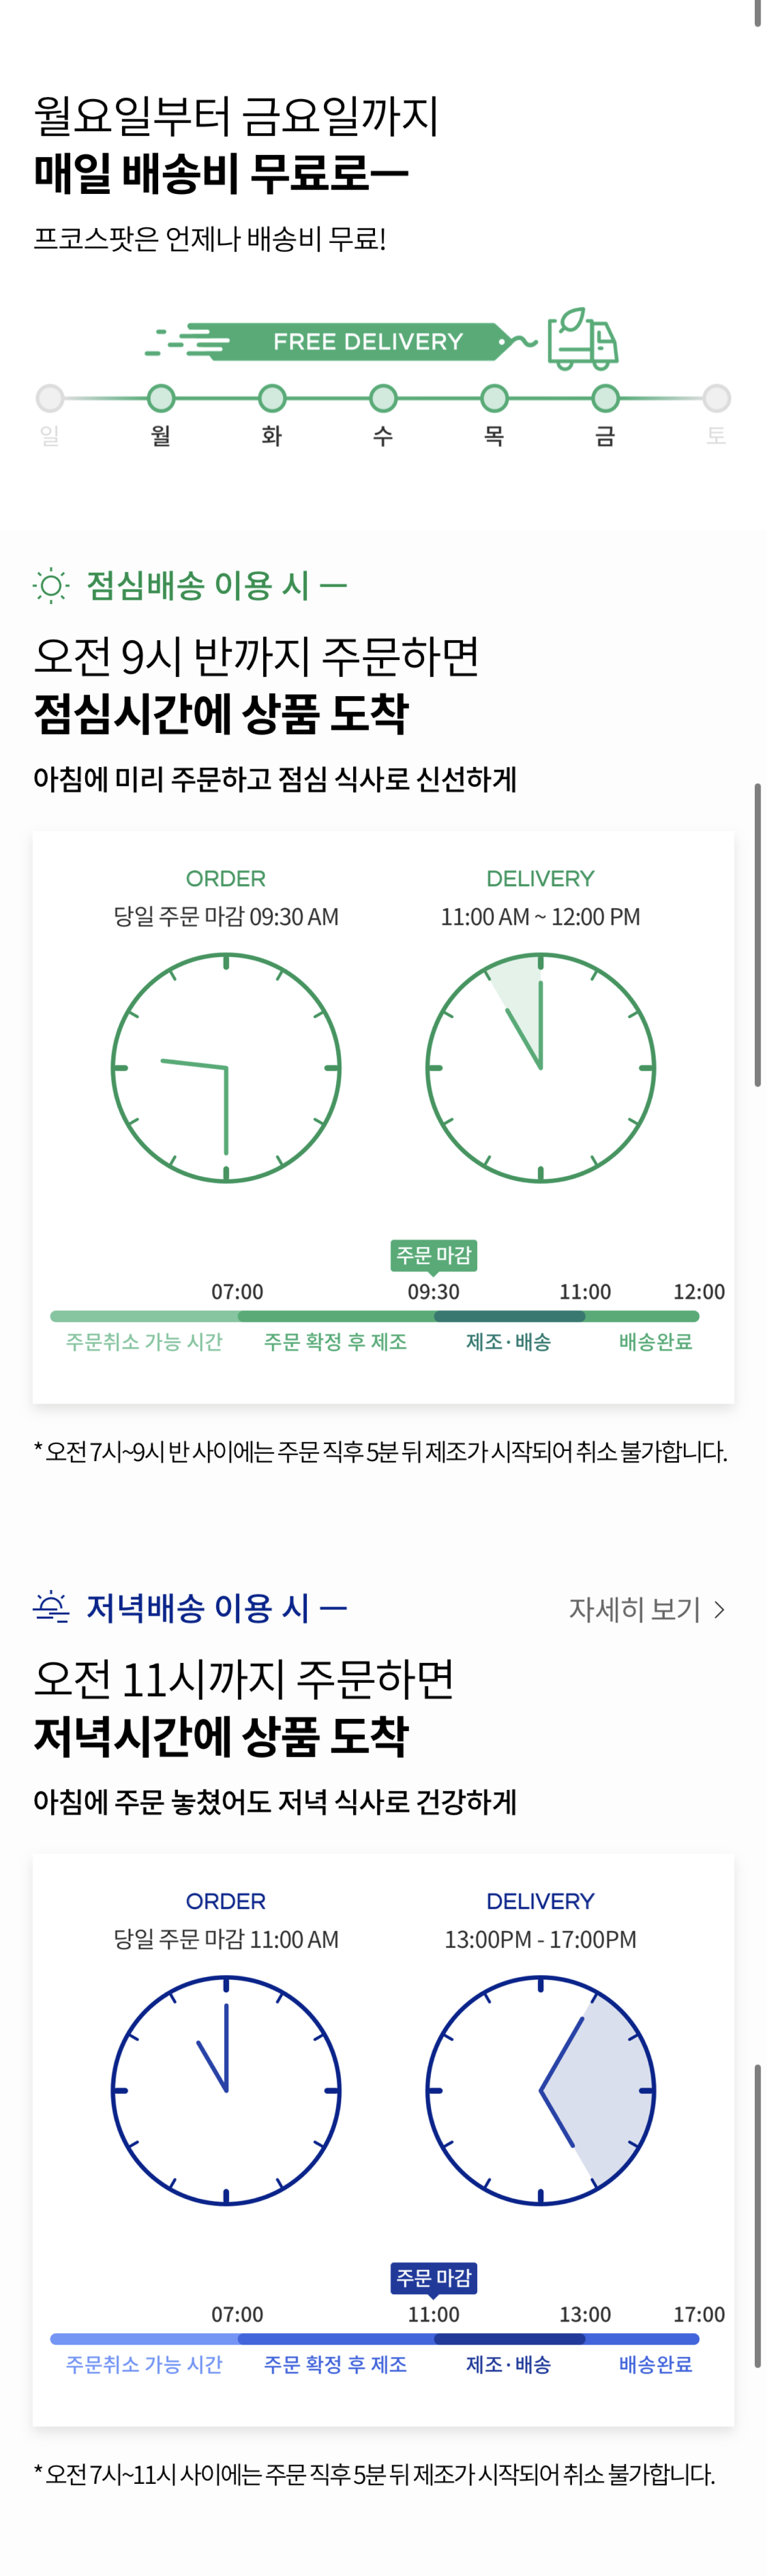 월요일부터 금요일까지
매일 배송비 무료로—
프코스팟은 언제나 배송비 무료!
FREE DELIVERY
일 월 화 수 목 금 토
점심배송 이용 시 —
오전 9시 반까지 주문하면
점심시간에 상품 도착
아침에 미리 주문하고 점심 식사로 신선하게
ORDER DELIVERY
당일 주문 마감 09:30 AM 11:00 AM ~ 12:00 PM
주문 마감
07:00 09:30 11:00 12:00
주문취소 가능 시간 주문 확정 후 제조 제조·배송 배송완료
* 오전 7시~9시 반 사이에는 주문 직후 5분 뒤 제조가 시작되어 취소 불가합니다.
저녁배송 이용 시 — 자세히 보기 >
오전 11시까지 주문하면
저녁시간에 상품 도착
아침에 주문 놓쳤어도 저녁 식사로 건강하게
ORDER DELIVERY
당일 주문 마감 11:00 AM 13:00PM - 17:00PM
주문 마감
07:00 11:00 13:00 17:00
주문취소 가능 시간 주문 확정 후 제조 제조·배송 배송완료
* 오전 7시~11시 사이에는 주문 직후 5분 뒤 제조가 시작되어 취소 불가합니다.